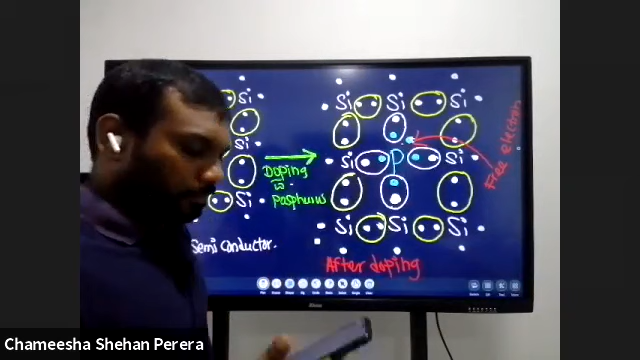 Si
Si Si Si
Free electron
Si
Si P Si
Doping
w
Posphurus
Si
Si Si Si
Semi Conductor.
After doping
Chameesha Shehan Perera